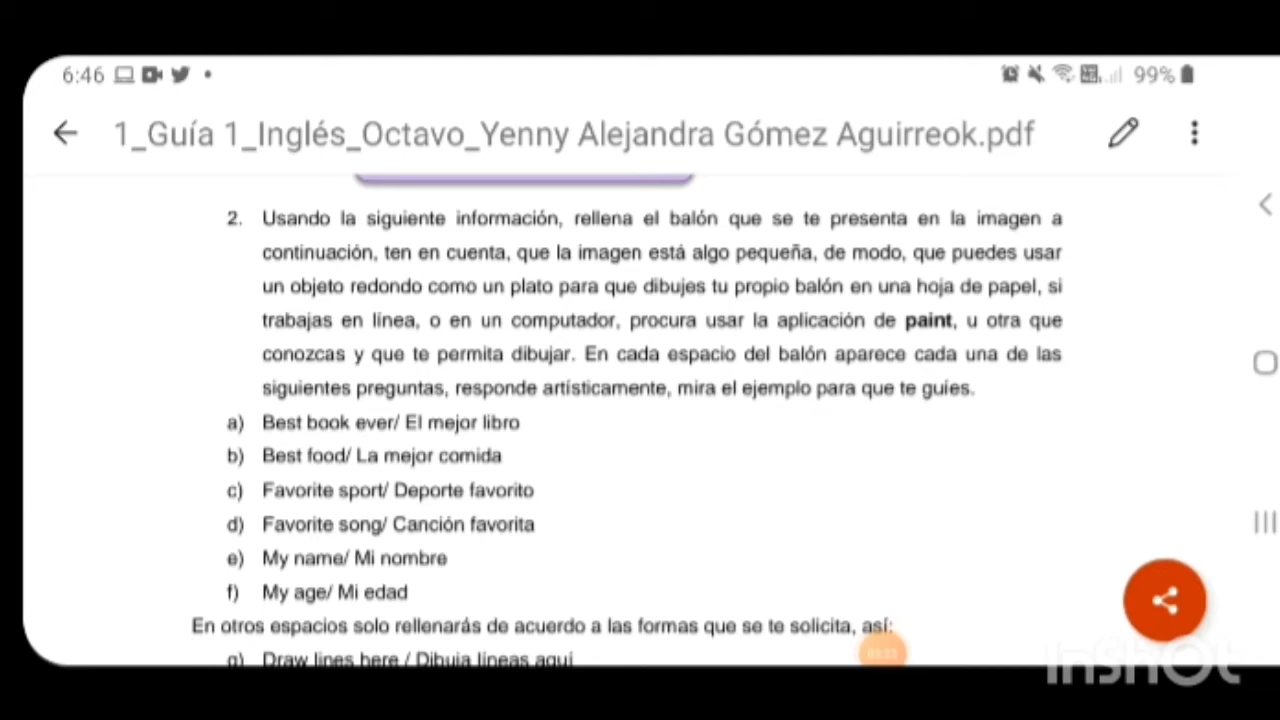 6:46 99%
1_Guía 1_Inglés_Octavo_Yenny Alejandra Gómez Aguirreok.pdf
2. Usando la siguiente información, rellena el balón que se te presenta en la imagen a
continuación, ten en cuenta, que la imagen está algo pequeña, de modo, que puedes usar
un objeto redondo como un plato para que dibujes tu propio balón en una hoja de papel, si
trabajas en línea, o en un computador, procura usar la aplicación de paint, u otra que
conozcas y que te permita dibujar. En cada espacio del balón aparece cada una de las
siguientes preguntas, responde artísticamente, mira el ejemplo para que te guíes.
a) Best book ever/ El mejor libro
b) Best food/ La mejor comida
c) Favorite sport/ Deporte favorito
d) Favorite song/ Canción favorita
e) My name/ Mi nombre
f) My age/ Mi edad
En otros espacios solo rellenarás de acuerdo a las formas que se te solicita, así:
g) Draw lines here / Dibuja líneas aquí
InShOt